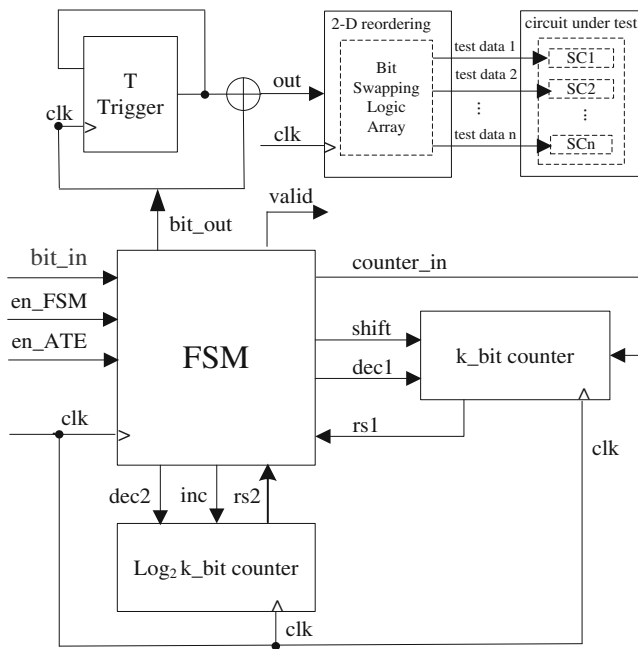 2-D reordering
circuit under test
T
Trigger
clk
out
clk
Bit
Swapping
Logic
Array
test data 1
test data 2
⋮
test data n
SC1
SC2
⋮
SCn
bit_out
valid
bit_in
en_FSM
en_ATE
clk
FSM
counter_in
shift
dec1
rs1
k_bit counter
clk
dec2
inc
rs2
Log₂ k_bit counter
clk